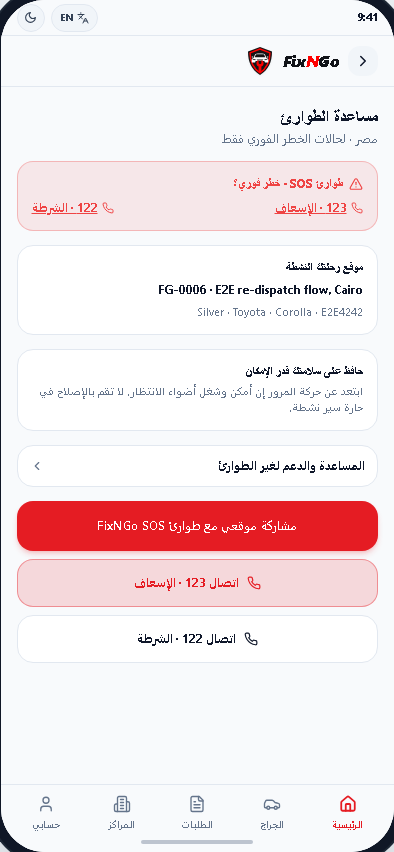 9:41
EN
FixNGo
مساعدة الطوارئ
مصر · لحالات الخطر الفوري فقط
طوارئ SOS - خطر فوري؟
123 · الإسعاف
122 · الشرطة
موقع رحلتك النشطة
FG-0006 · E2E re-dispatch flow, Cairo
Silver · Toyota · Corolla · E2E4242
حافظ على سلامتك قدر الإمكان
ابتعد عن حركة المرور إن أمكن وشغل أضواء الانتظار. لا تقم بالإصلاح في
حارة سير نشطة.
المساعدة والدعم لغير الطوارئ
مشاركة موقعي مع طوارئ FixNGo SOS
اتصال 123 · الإسعاف
اتصال 122 · الشرطة
الرئيسية
الجراج
الطلبات
المراكز
حسابي